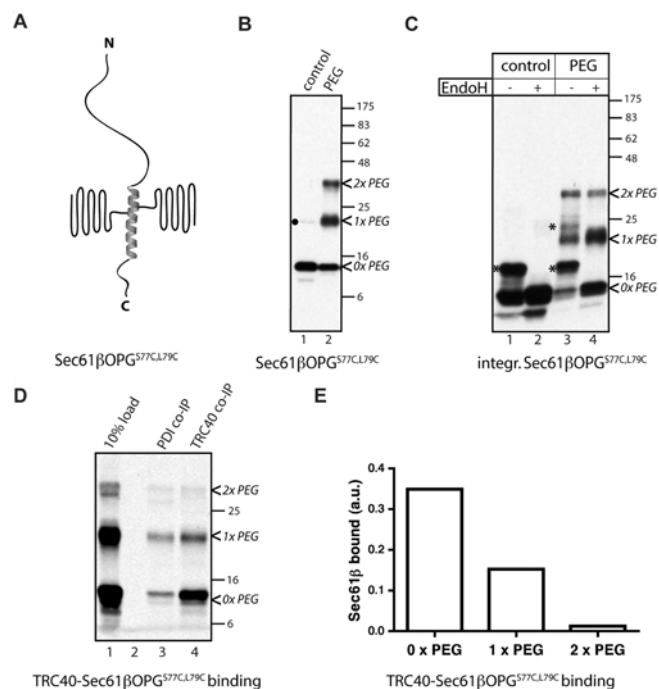 A
N
C
Sec61βOPG^S77C,L79C
B
control
PEG
175
83
62
48
2x PEG
25
1x PEG
16
0x PEG
6
1 2
Sec61βOPG^S77C,L79C
C
control PEG
EndoH - + - +
175
83
62
48
2x PEG
25
*
1x PEG
* *
16
0x PEG
6
1 2 3 4
integr. Sec61βOPG^S77C,L79C
D
10% load
PDI co-IP
TRC40 co-IP
2x PEG
25
1x PEG
16
0x PEG
6
1 2 3 4
TRC40-Sec61βOPG^S77C,L79C binding
E
Sec61β bound (a.u.)
0.4
0.3
0.2
0.1
0.0
0 x PEG 1 x PEG 2 x PEG
TRC40-Sec61βOPG^S77C,L79C binding